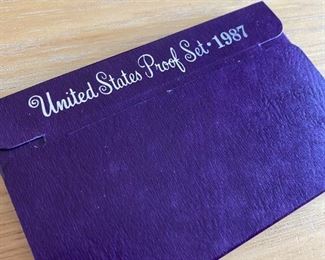 United States Proof Set · 1987